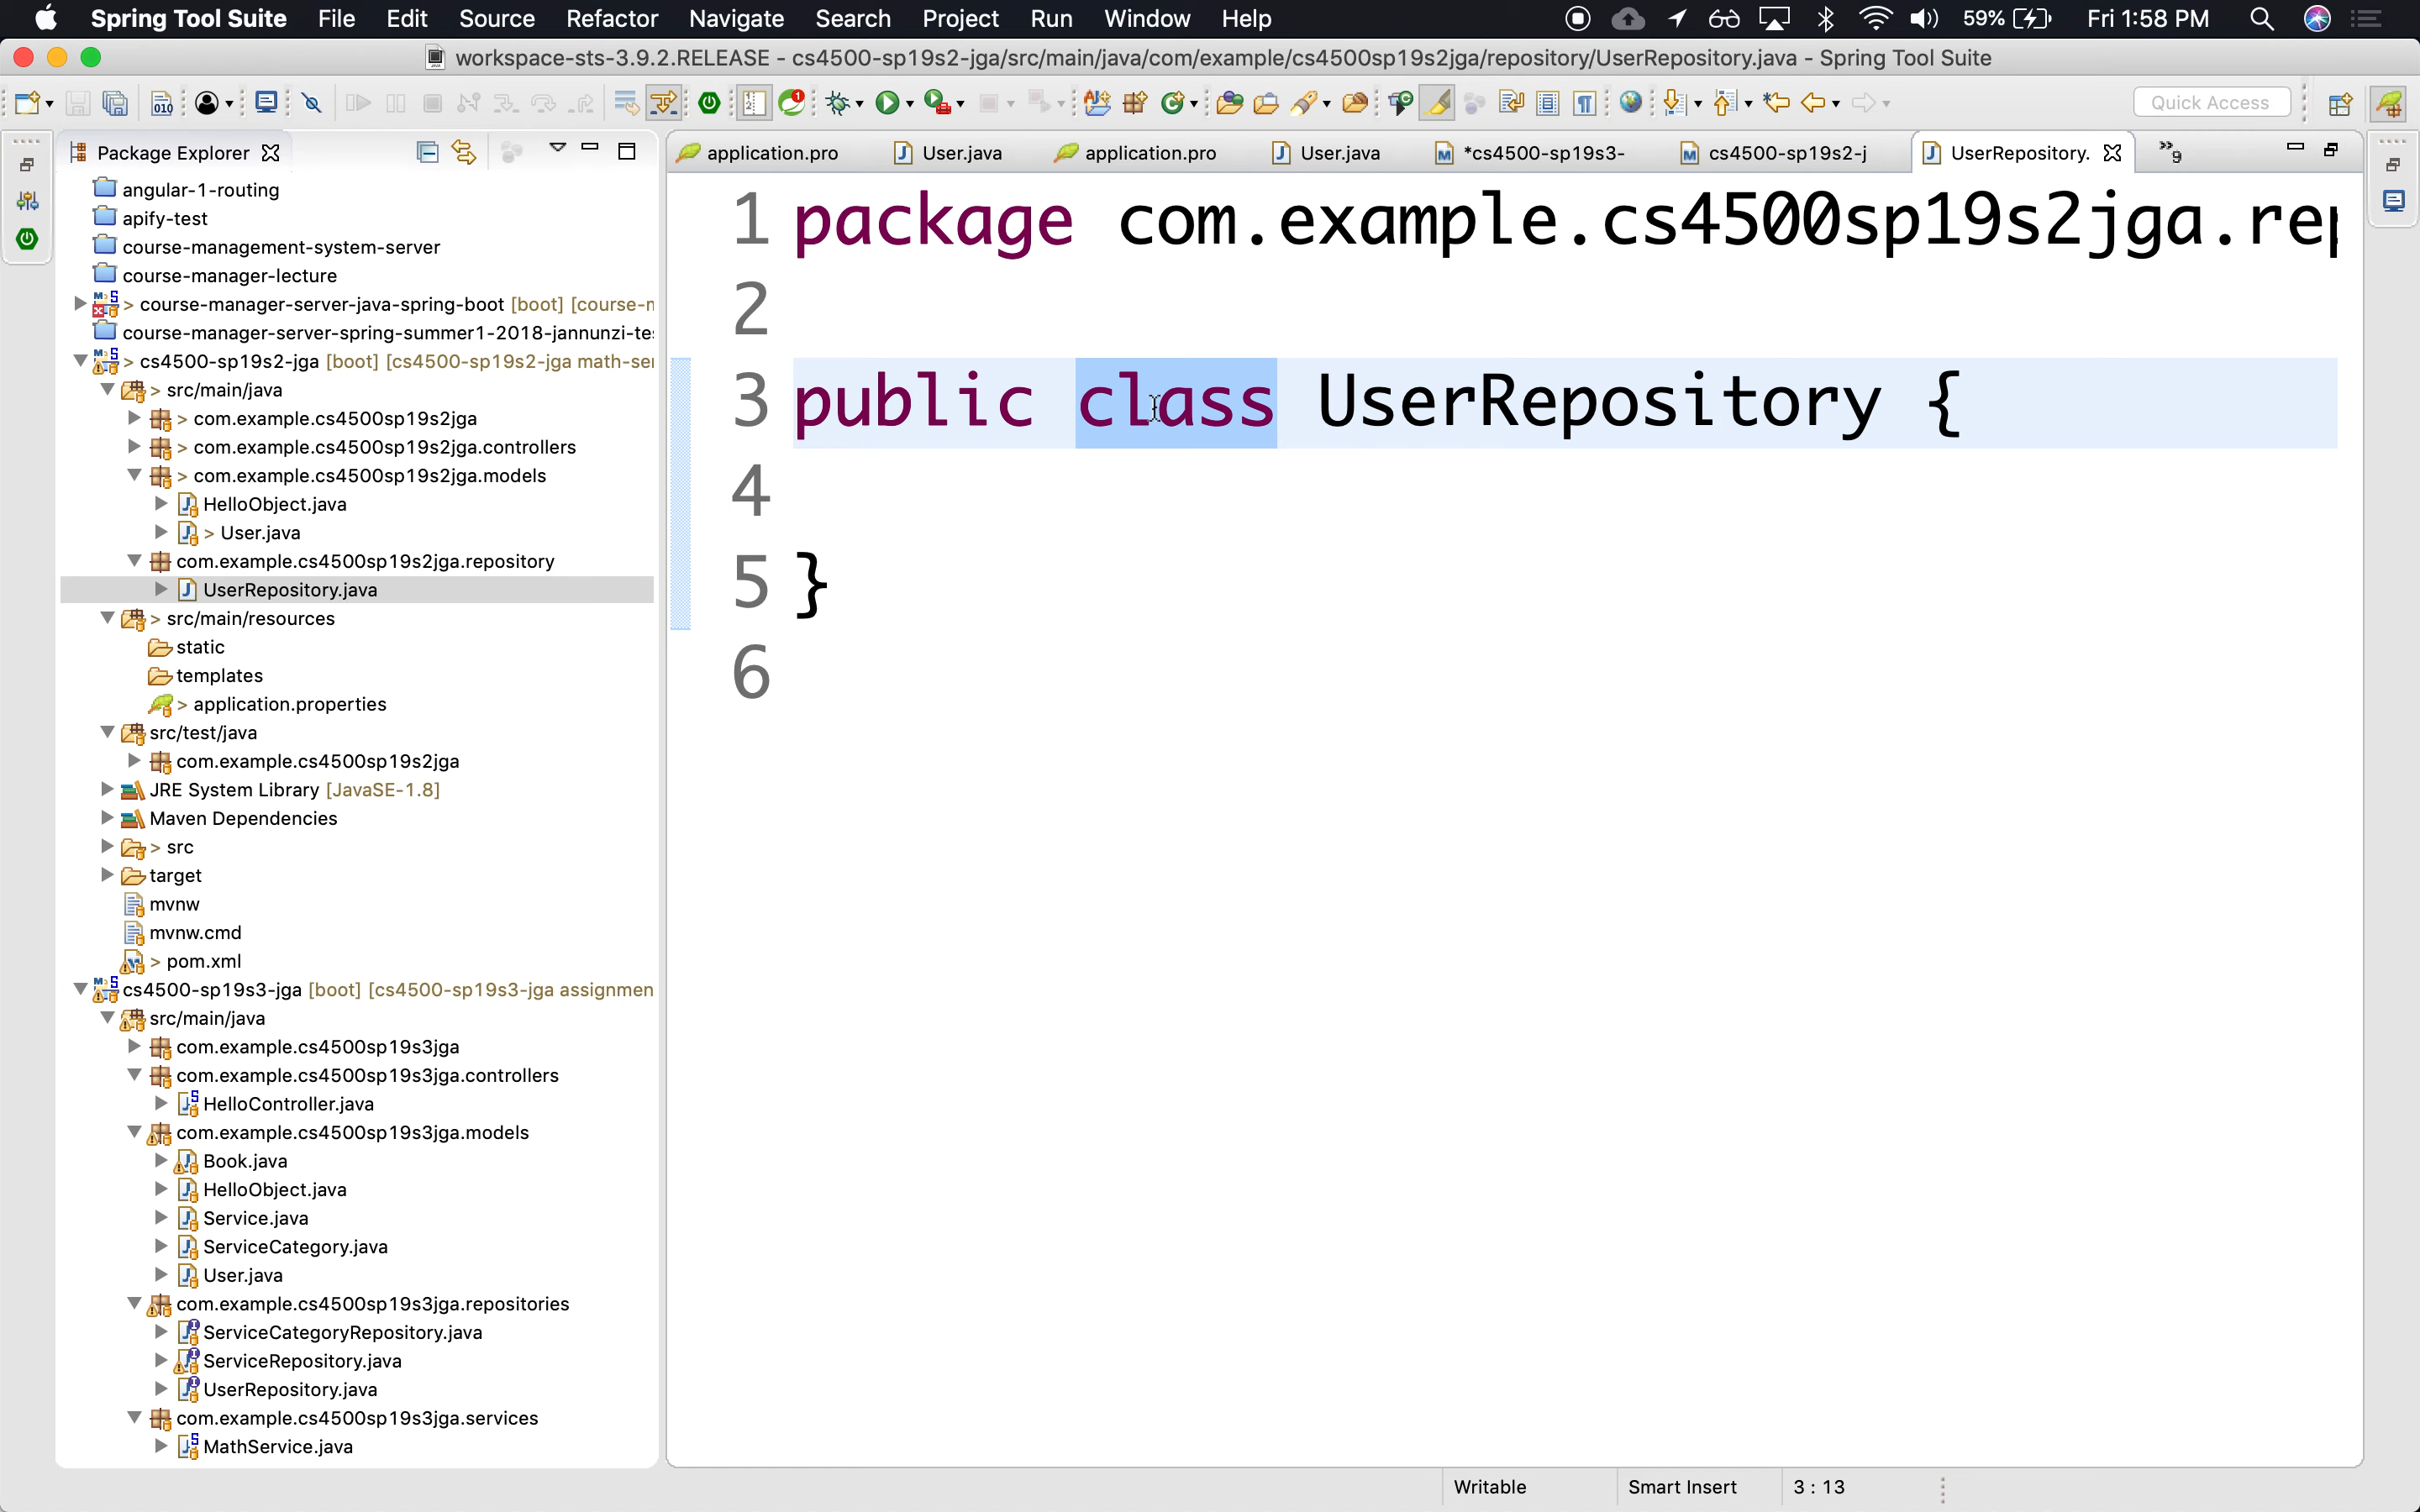 Spring Tool Suite File Edit Source Refactor Navigate Search Project Run Window Help 59% Fri 1:58 PM
workspace-sts-3.9.2.RELEASE - cs4500-sp19s2-jga/src/main/java/com/example/cs4500sp19s2jga/repository/UserRepository.java - Spring Tool Suite
Quick Access
Package Explorer
angular-1-routing
apify-test
course-management-system-server
course-manager-lecture
> course-manager-server-java-spring-boot [boot] [course-
course-manager-server-spring-summer1-2018-jannunzi-te
> cs4500-sp19s2-jga [boot] [cs4500-sp19s2-jga math-se
> src/main/java
> com.example.cs4500sp19s2jga
> com.example.cs4500sp19s2jga.controllers
> com.example.cs4500sp19s2jga.models
HelloObject.java
> User.java
com.example.cs4500sp19s2jga.repository
UserRepository.java
> src/main/resources
static
templates
> application.properties
src/test/java
com.example.cs4500sp19s2jga
JRE System Library [JavaSE-1.8]
Maven Dependencies
> src
target
mvnw
mvnw.cmd
> pom.xml
cs4500-sp19s3-jga [boot] [cs4500-sp19s3-jga assignmen
src/main/java
com.example.cs4500sp19s3jga
com.example.cs4500sp19s3jga.controllers
HelloController.java
com.example.cs4500sp19s3jga.models
Book.java
HelloObject.java
Service.java
ServiceCategory.java
User.java
com.example.cs4500sp19s3jga.repositories
ServiceCategoryRepository.java
ServiceRepository.java
UserRepository.java
com.example.cs4500sp19s3jga.services
MathService.java
application.pro User.java application.pro User.java *cs4500-sp19s3- cs4500-sp19s2-j UserRepository. »9
1 package com.example.cs4500sp19s2jga.rep
2
3 public class UserRepository {
4
5 }
6
Writable Smart Insert 3 : 13